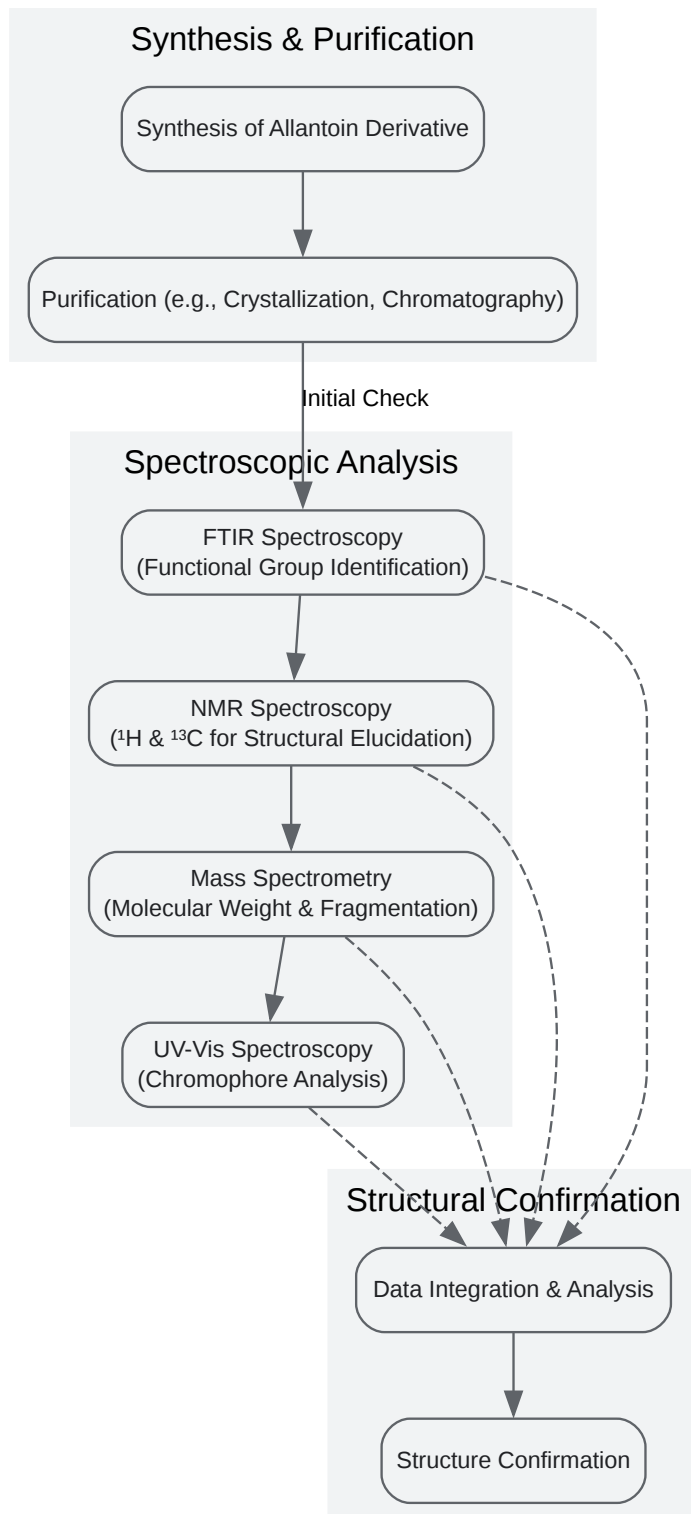 Synthesis & Purification
Synthesis of Allantoin Derivative
Purification (e.g., Crystallization, Chromatography)
Initial Check
Spectroscopic Analysis
FTIR Spectroscopy
(Functional Group Identification)
NMR Spectroscopy
(¹H & ¹³C for Structural Elucidation)
Mass Spectrometry
(Molecular Weight & Fragmentation)
UV-Vis Spectroscopy
(Chromophore Analysis)
Structural Confirmation
Data Integration & Analysis
Structure Confirmation